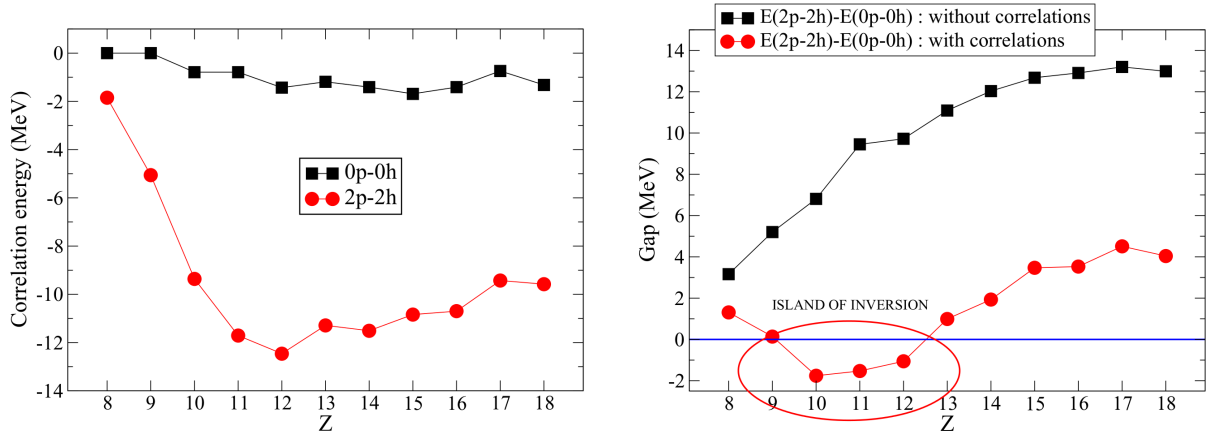 0
-2
-4
-6
-8
-10
-12
-14
Correlation energy (MeV)
0p-0h
2p-2h
8 9 10 11 12 13 14 15 16 17 18
Z
E(2p-2h)-E(0p-0h) : without correlations
E(2p-2h)-E(0p-0h) : with correlations
14
12
10
8
6
4
2
0
-2
Gap (MeV)
ISLAND OF INVERSION
8 9 10 11 12 13 14 15 16 17 18
Z